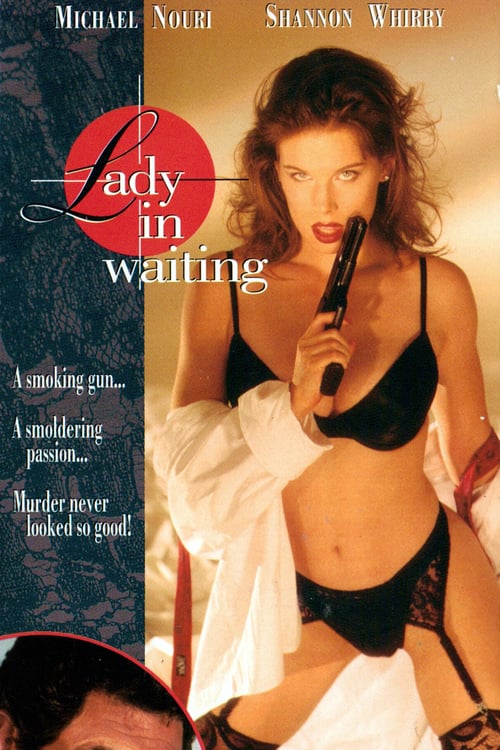 MICHAEL NOURI
SHANNON WHIRRY
Lady
in
waiting
A smoking gun...
A smoldering
passion...
Murder never
looked so good!